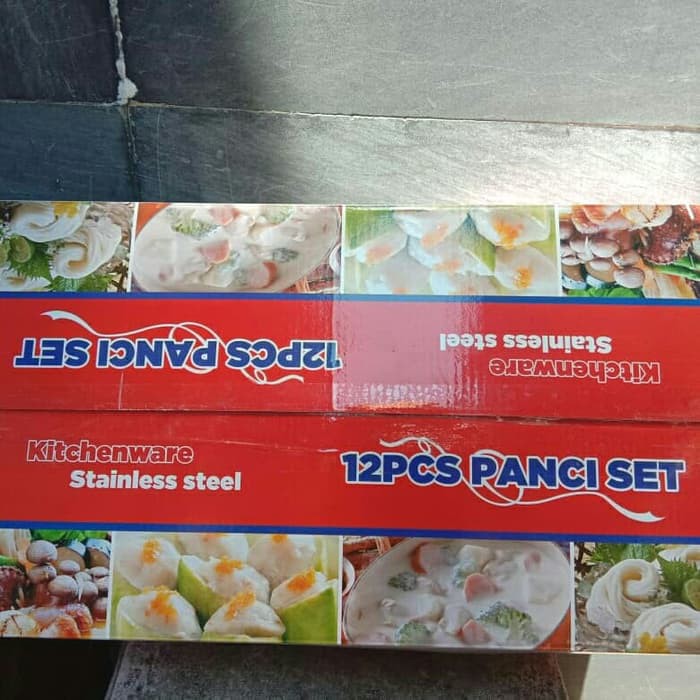 12PCS PANCI SET
Stainless steel
Kitchenware
Kitchenware
Stainless steel
12PCS PANCI SET